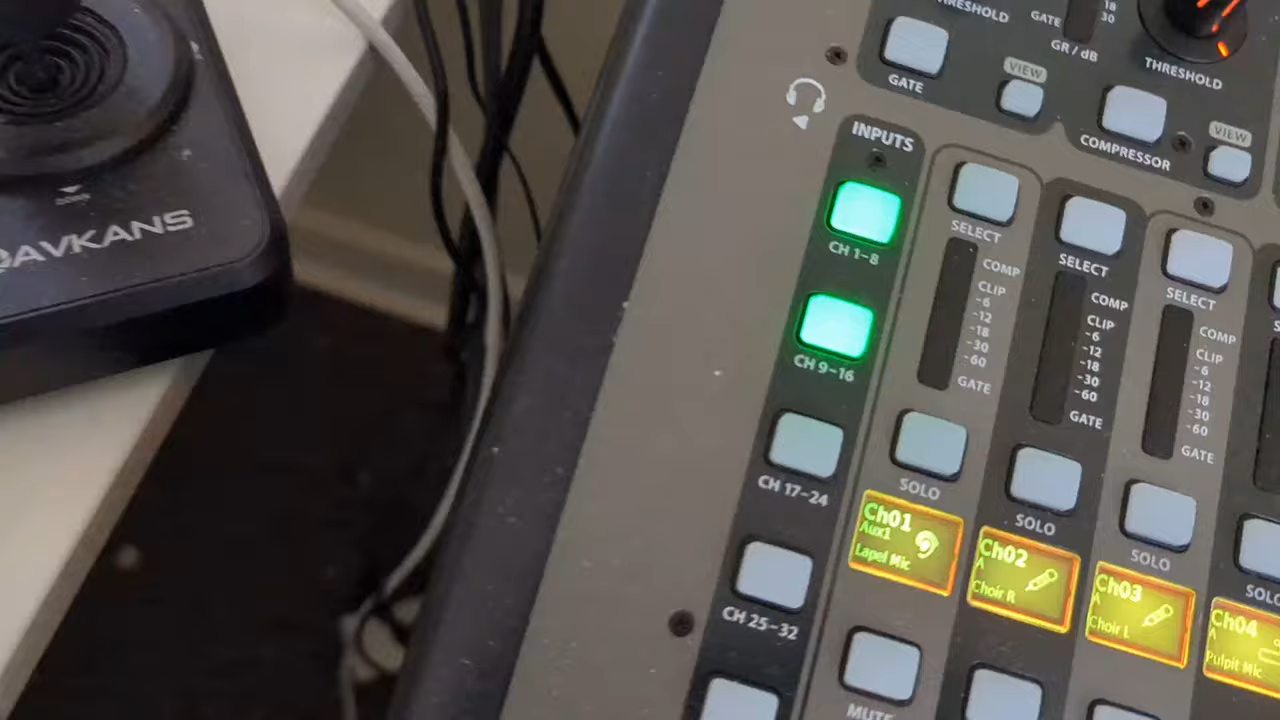 AVKANS
THRESHOLD
GATE
18
30
GR / dB
THRESHOLD
GATE
VIEW
COMPRESSOR
VIEW
INPUTS
CH 1-8
CH 9-16
CH 17-24
CH 25-32
SELECT
COMP
CLIP
-6
-12
-18
-30
-60
GATE
SOLO
Ch01
Aux1
Lapel Mic
MUTE
SELECT
COMP
CLIP
-6
-12
-18
-30
-60
GATE
SOLO
Ch02
A
Choir R
SELECT
COMP
CLIP
-6
-12
-18
-30
-60
GATE
SOLO
Ch03
A
Choir L
SOLO
Ch04
A
Pulpit Mic